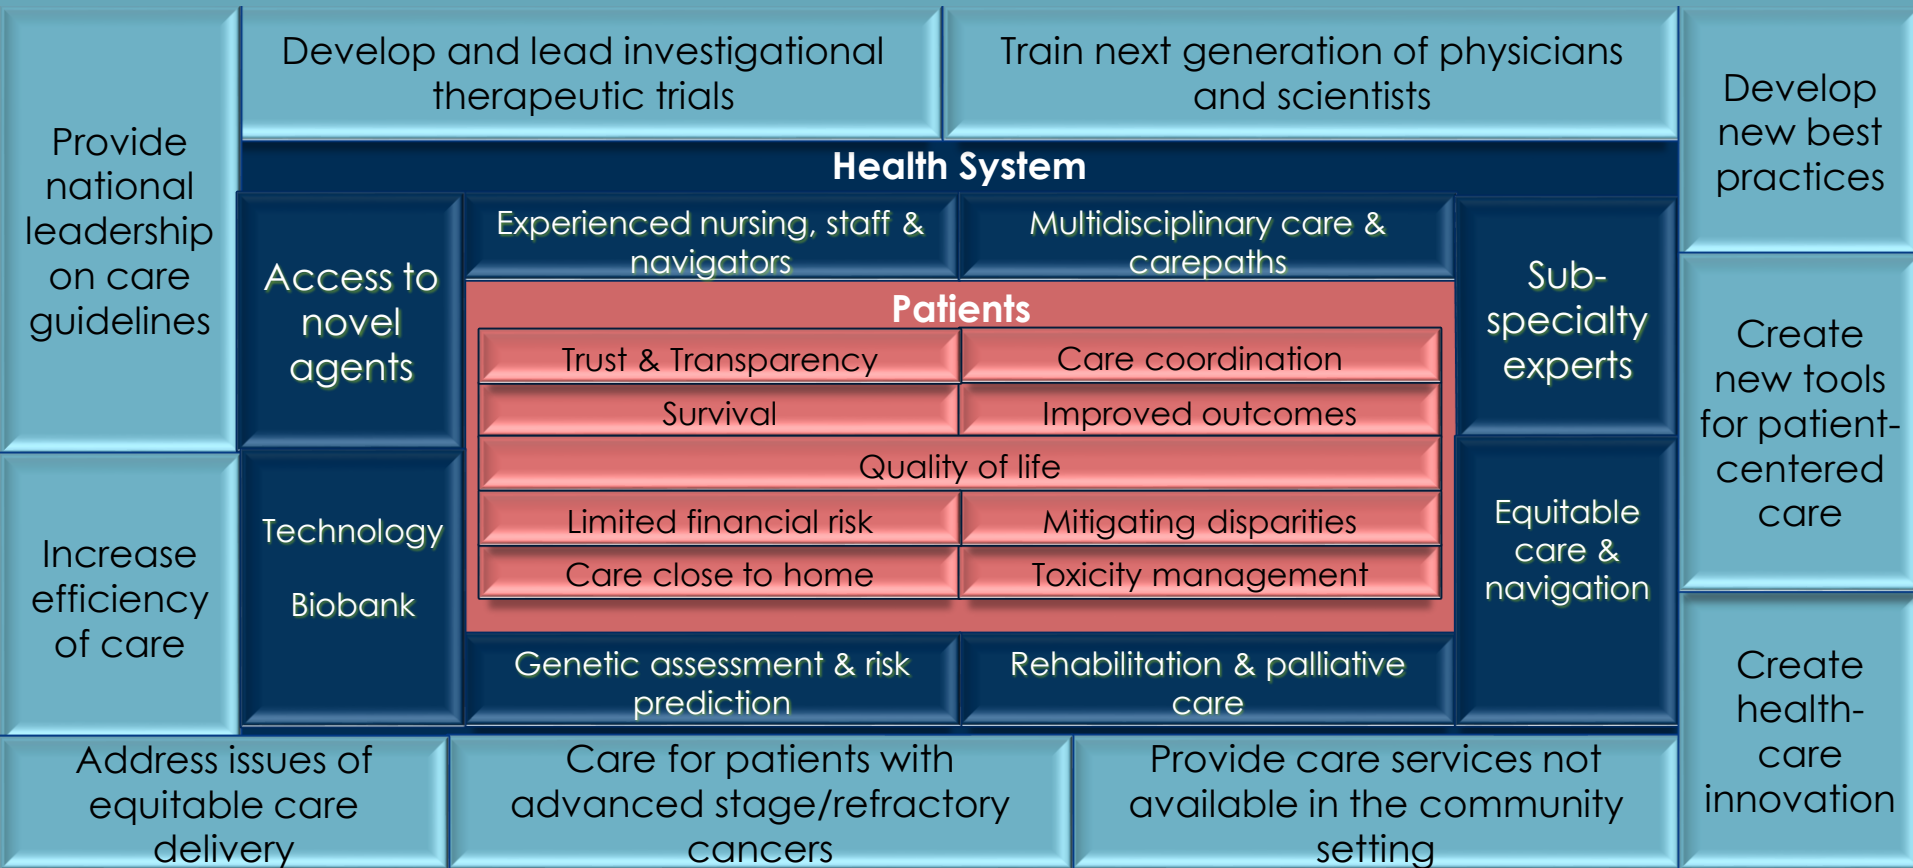 Develop and lead investigational
therapeutic trials
Train next generation of physicians
and scientists
Provide
national
leadership
on care
guidelines
Develop
new best
practices
Health System
Access to
novel
agents
Experienced nursing, staff &
navigators
Multidisciplinary care &
carepaths
Sub-
specialty
experts
Patients
Trust & Transparency
Care coordination
Survival
Improved outcomes
Quality of life
Limited financial risk
Mitigating disparities
Care close to home
Toxicity management
Create
new tools
for patient-
centered
care
Increase
efficiency
of care
Technology
Biobank
Equitable
care &
navigation
Genetic assessment & risk
prediction
Rehabilitation & palliative
care
Create
health-
care
innovation
Address issues of
equitable care
delivery
Care for patients with
advanced stage/refractory
cancers
Provide care services not
available in the community
setting